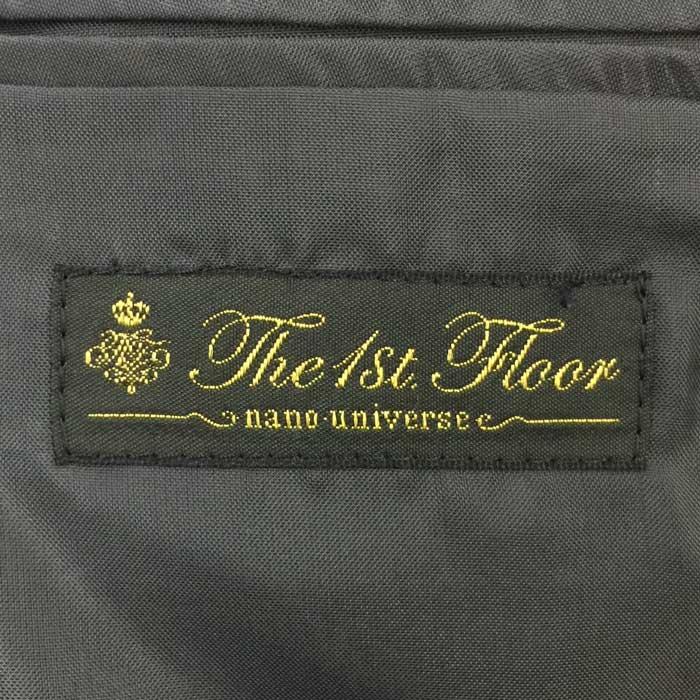 The 1st. Floor
nano·universe